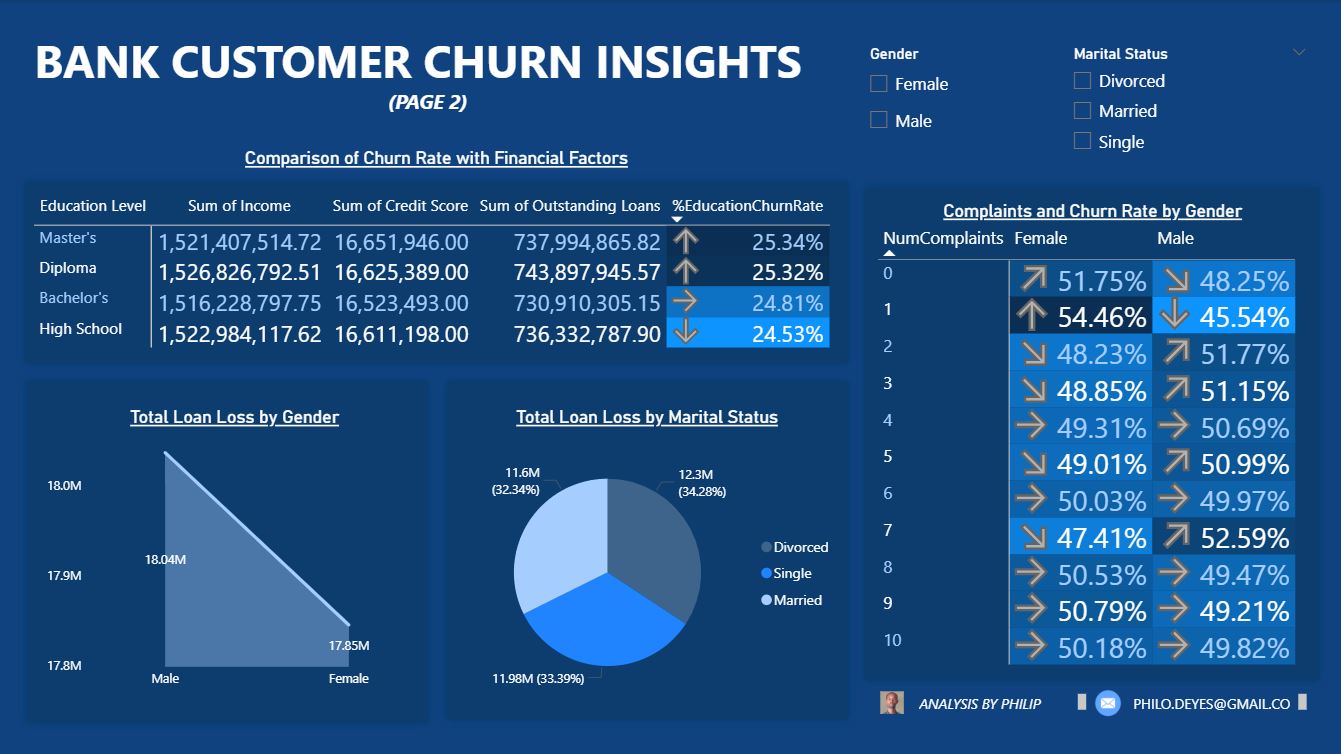 BANK CUSTOMER CHURN INSIGHTS
(PAGE 2)
Gender
Female
Male
Marital Status
Divorced
Married
Single
Comparison of Churn Rate with Financial Factors
Education Level Sum of Income Sum of Credit Score Sum of Outstanding Loans %EducationChurnRate
Master's 1,521,407,514.72 16,651,946.00 737,994,865.82 25.34%
Diploma 1,526,826,792.51 16,625,389.00 743,897,945.57 25.32%
Bachelor's 1,516,228,797.75 16,523,493.00 730,910,305.15 24.81%
High School 1,522,984,117.62 16,611,198.00 736,332,787.90 24.53%
Total Loan Loss by Gender
18.0M
17.9M
17.8M
18.04M
17.85M
Male Female
Total Loan Loss by Marital Status
11.6M
(32.34%)
12.3M
(34.28%)
11.98M (33.39%)
Divorced
Single
Married
Complaints and Churn Rate by Gender
NumComplaints Female Male
0 51.75% 48.25%
1 54.46% 45.54%
2 48.23% 51.77%
3 48.85% 51.15%
4 49.31% 50.69%
5 49.01% 50.99%
6 50.03% 49.97%
7 47.41% 52.59%
8 50.53% 49.47%
9 50.79% 49.21%
10 50.18% 49.82%
ANALYSIS BY PHILIP
PHILO.DEYES@GMAIL.CO